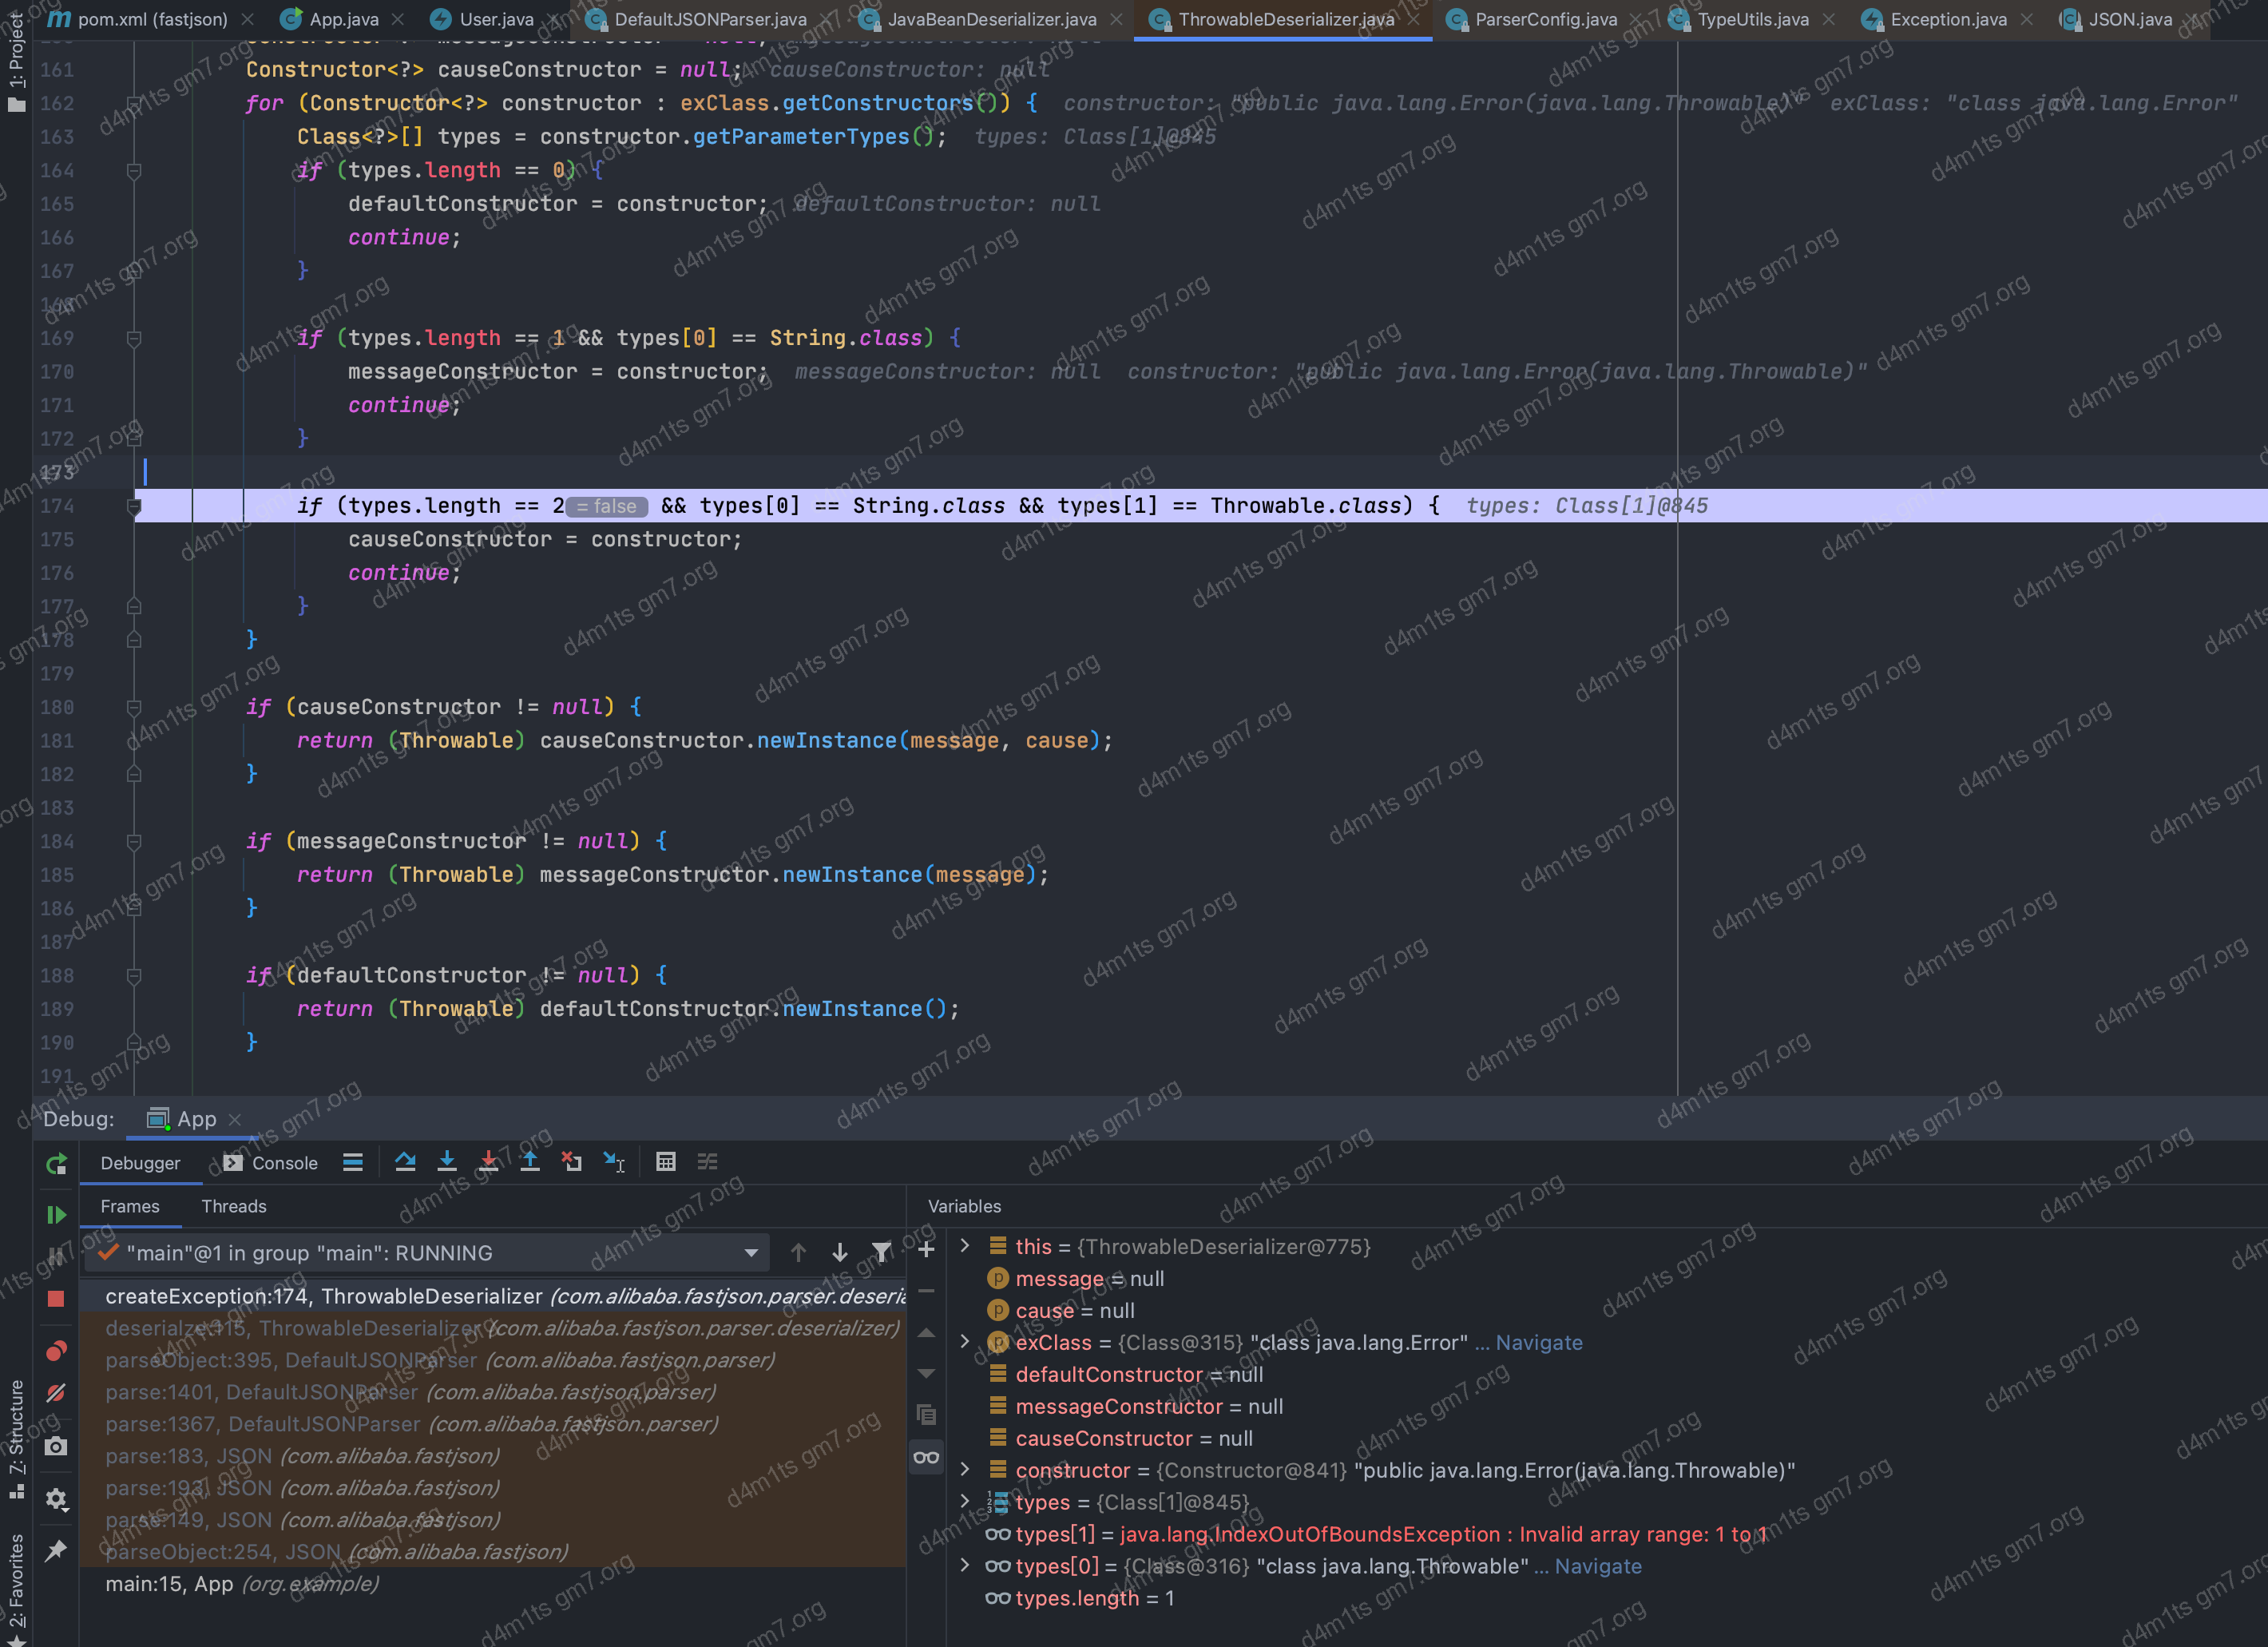 pom.xml (fastjson) App.java User.java DefaultJSONParser.java JavaBeanDeserializer.java ThrowableDeserializer.java ParserConfig.java TypeUtils.java Exception.java JSON.java
1: Project
161 Constructor<?> causeConstructor = null; causeConstructor: null
162 for (Constructor<?> constructor : exClass.getConstructors()) { constructor: "public java.lang.Error(java.lang.Throwable)" exClass: "class java.lang.Error"
163 Class<?>[] types = constructor.getParameterTypes(); types: Class[1]@845
164 if (types.length == 0) {
165 defaultConstructor = constructor; defaultConstructor: null
166 continue;
167 }
168
169 if (types.length == 1 && types[0] == String.class) {
170 messageConstructor = constructor; messageConstructor: null constructor: "public java.lang.Error(java.lang.Throwable)"
171 continue;
172 }
173
174 if (types.length == 2 = false && types[0] == String.class && types[1] == Throwable.class) { types: Class[1]@845
175 causeConstructor = constructor;
176 continue;
177 }
178 }
179
180 if (causeConstructor != null) {
181 return (Throwable) causeConstructor.newInstance(message, cause);
182 }
183
184 if (messageConstructor != null) {
185 return (Throwable) messageConstructor.newInstance(message);
186 }
187
188 if (defaultConstructor != null) {
189 return (Throwable) defaultConstructor.newInstance();
190 }
191
Debug: App
Debugger Console
Frames Threads
Variables
"main"@1 in group "main": RUNNING
createException:174, ThrowableDeserializer (com.alibaba.fastjson.parser.deseria
deserialze:315, ThrowableDeserializer (com.alibaba.fastjson.parser.deserializer)
parseObject:395, DefaultJSONParser (com.alibaba.fastjson.parser)
parse:1401, DefaultJSONParser (com.alibaba.fastjson.parser)
parse:1367, DefaultJSONParser (com.alibaba.fastjson.parser)
parse:183, JSON (com.alibaba.fastjson)
parse:193, JSON (com.alibaba.fastjson)
parse:149, JSON (com.alibaba.fastjson)
parseObject:254, JSON (com.alibaba.fastjson)
main:15, App (org.example)
this = {ThrowableDeserializer@775}
message = null
cause = null
exClass = {Class@315} "class java.lang.Error" ... Navigate
defaultConstructor = null
messageConstructor = null
causeConstructor = null
constructor = {Constructor@841} "public java.lang.Error(java.lang.Throwable)"
types = {Class[1]@845}
types[1] = java.lang.IndexOutOfBoundsException : Invalid array range: 1 to 1
types[0] = {Class@316} "class java.lang.Throwable" ... Navigate
types.length = 1
7: Structure
2: Favorites
d4m1ts gm7.org